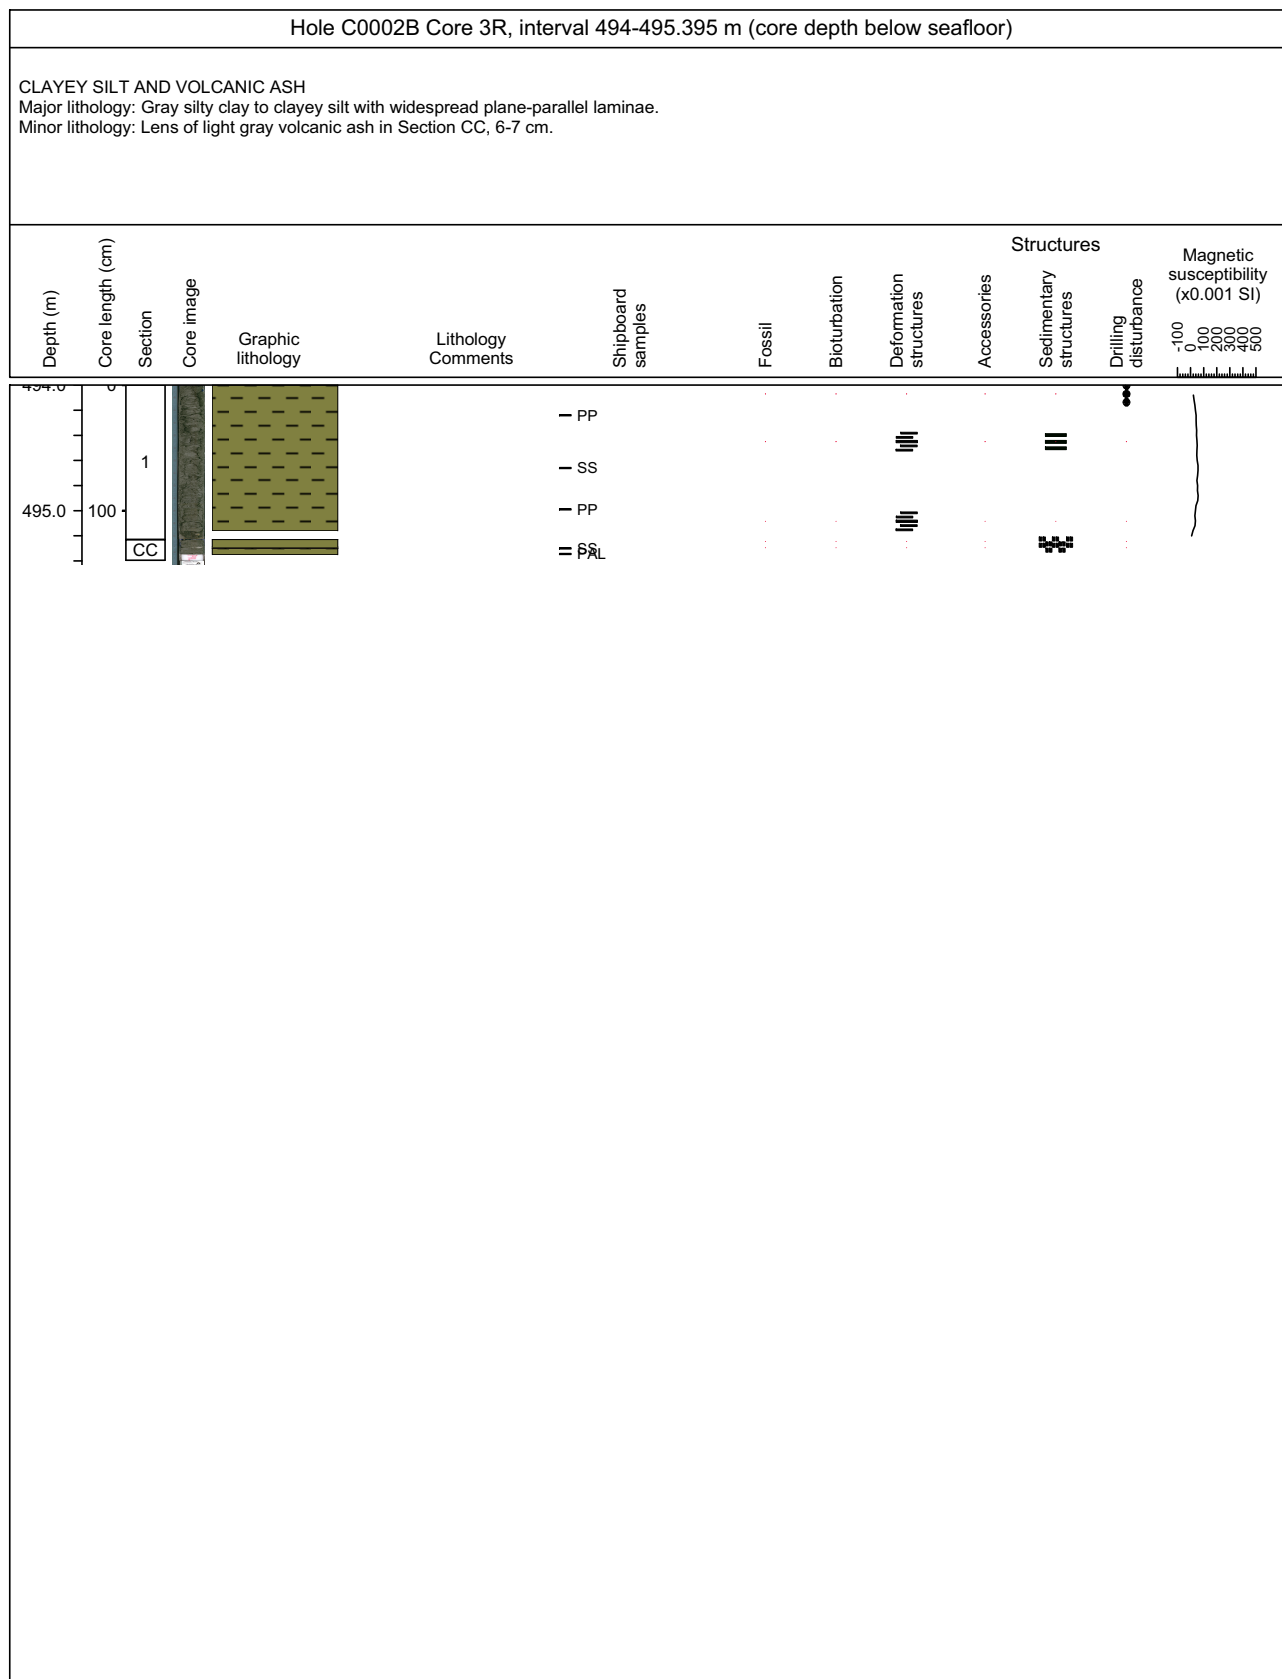 Hole C0002B Core 3R, interval 494-495.395 m (core depth below seafloor)
CLAYEY SILT AND VOLCANIC ASH
Major lithology: Gray silty clay to clayey silt with widespread plane-parallel laminae.
Minor lithology: Lens of light gray volcanic ash in Section CC, 6-7 cm.
Depth (m)
Core length (cm)
Section
Core image
Graphic
lithology
Lithology
Comments
Shipboard
samples
Fossil
Bioturbation
Deformation
structures
Accessories
Structures
Sedimentary
structures
Drilling
disturbance
Magnetic
susceptibility
(x0.001 SI)
-100
0
100
200
300
400
500
494.0
0
PP
1
SS
495.0
100
PP
CC
SS
PAL